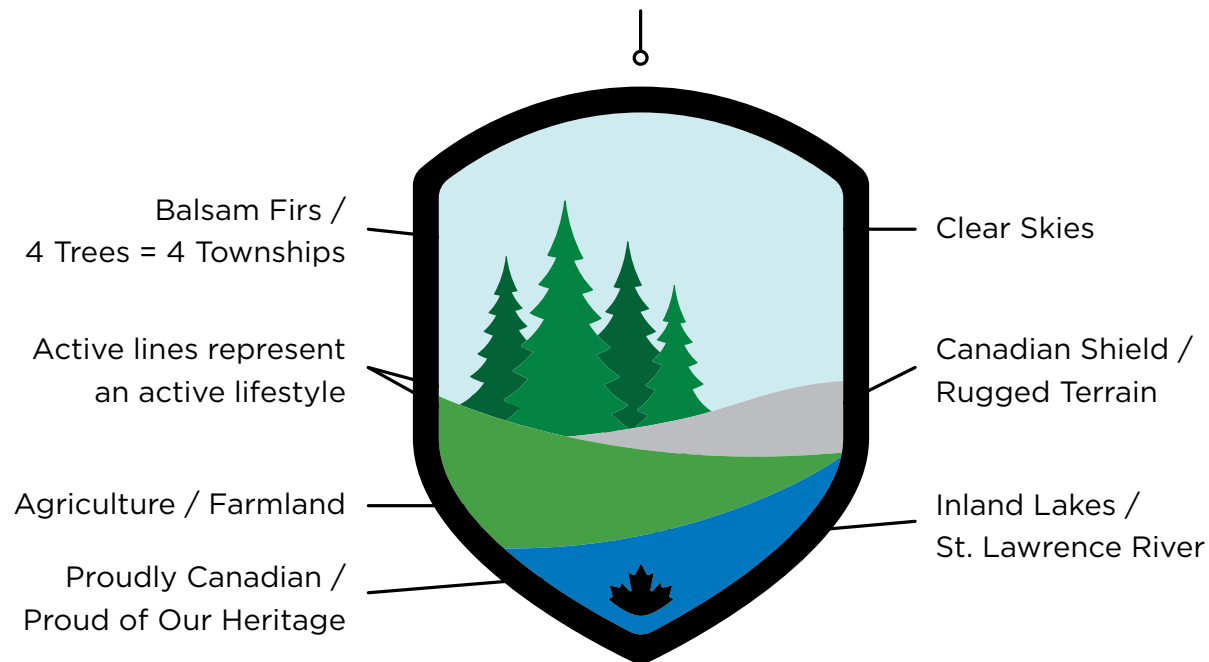 Balsam Firs /
4 Trees = 4 Townships
Active lines represent
an active lifestyle
Agriculture / Farmland
Proudly Canadian /
Proud of Our Heritage
Clear Skies
Canadian Shield /
Rugged Terrain
Inland Lakes /
St. Lawrence River